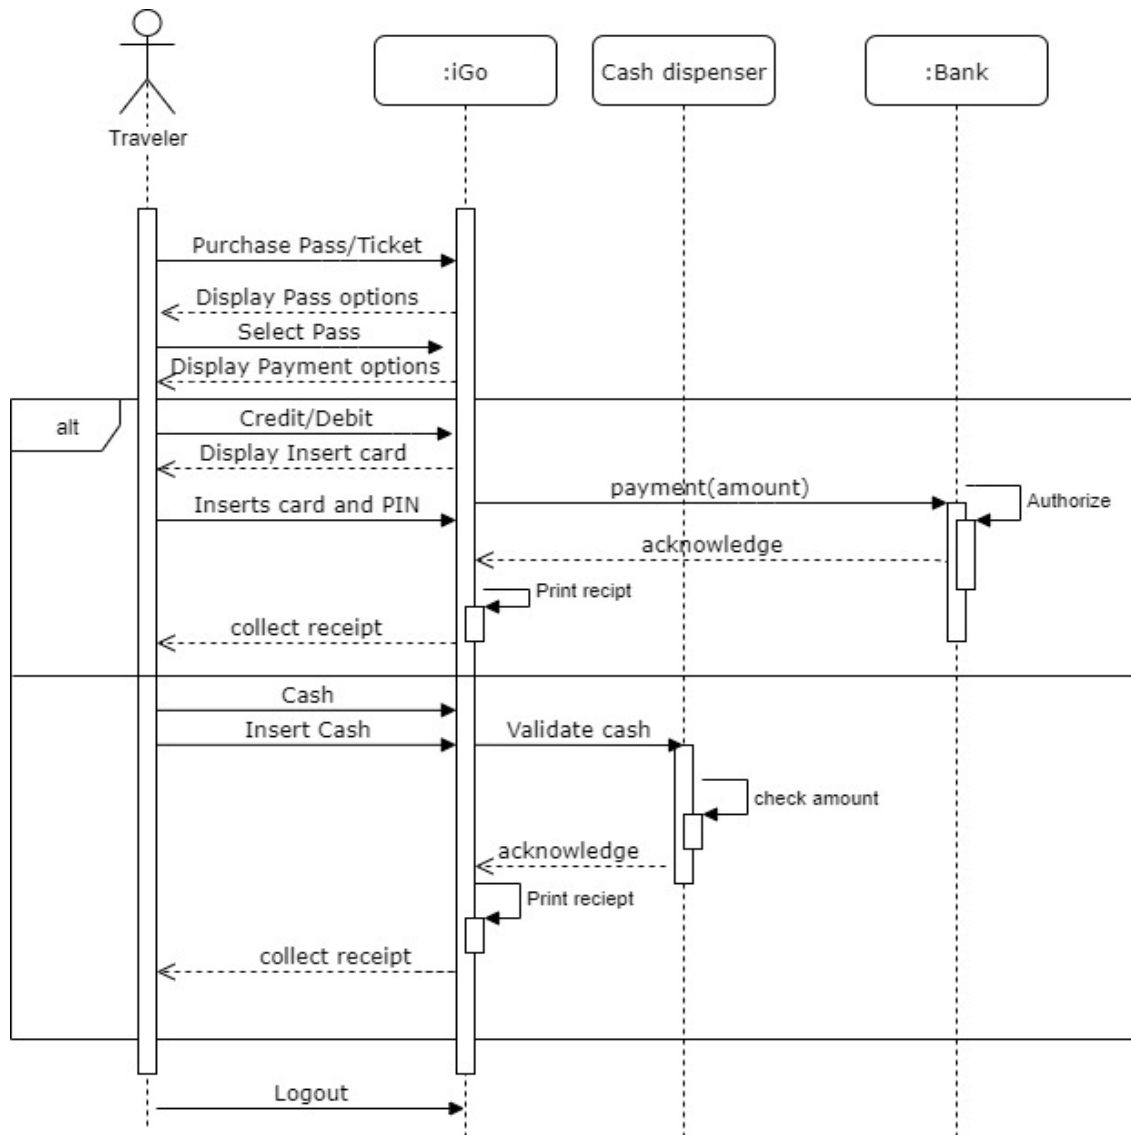 :iGo
Cash dispenser
:Bank
Traveler
Purchase Pass/Ticket
Display Pass options
Select Pass
Display Payment options
alt
Credit/Debit
Display Insert card
payment(amount)
Inserts card and PIN
Authorize
acknowledge
Print recipt
collect receipt
Cash
Insert Cash
Validate cash
check amount
acknowledge
Print reciept
collect receipt
Logout